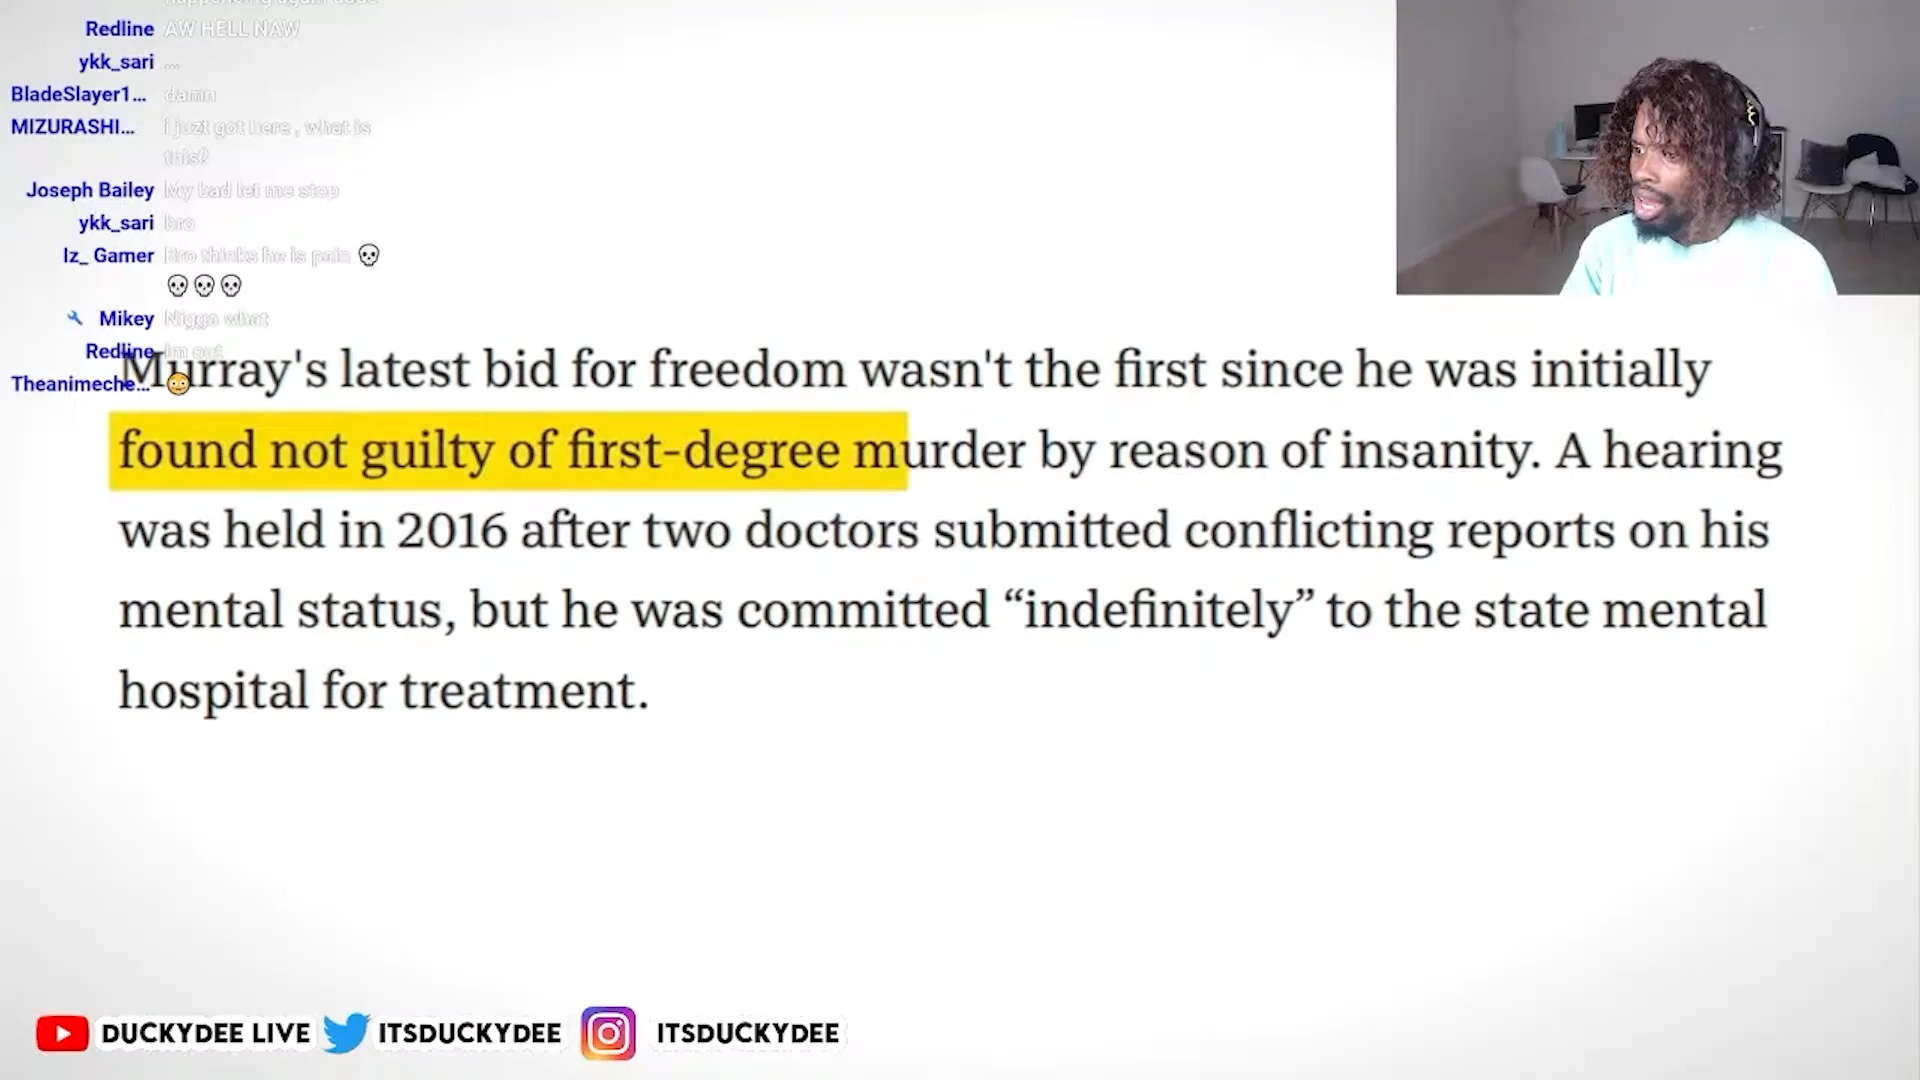 Redline AW HELL NAW
ykk_sari ...
BladeSlayer1... damn
MIZURASHI... i juzt got here , what is
this?
Joseph Bailey My bad let me stop
ykk_sari bro
Iz_ Gamer Bro thinks he is pain 💀
💀💀💀
Mikey Niggo what
Redline Im out
Theanimeche... 😳
Murray's latest bid for freedom wasn't the first since he was initially
found not guilty of first-degree murder by reason of insanity. A hearing
was held in 2016 after two doctors submitted conflicting reports on his
mental status, but he was committed “indefinitely” to the state mental
hospital for treatment.
DUCKYDEE LIVE ITSDUCKYDEE ITSDUCKYDEE